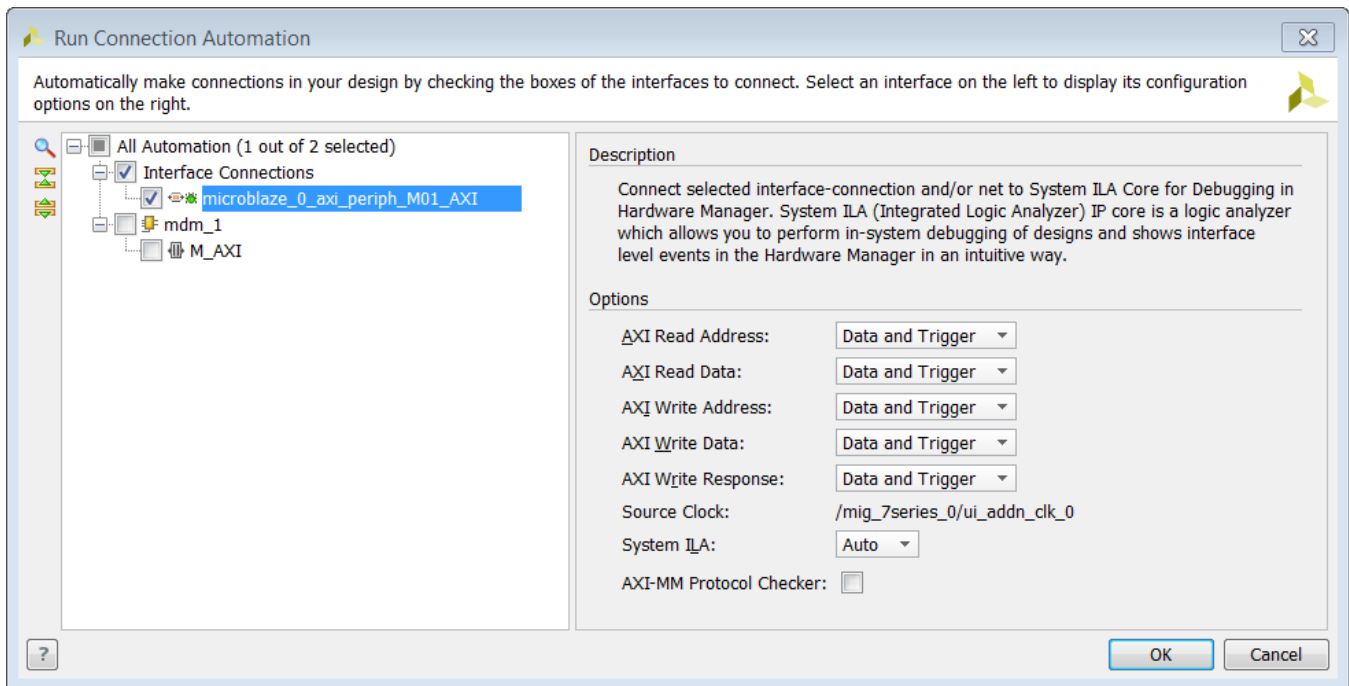 Run Connection Automation
Automatically make connections in your design by checking the boxes of the interfaces to connect. Select an interface on the left to display its configuration
options on the right.
All Automation (1 out of 2 selected)
Interface Connections
microblaze_0_axi_periph_M01_AXI
mdm_1
M_AXI
Description
Connect selected interface-connection and/or net to System ILA Core for Debugging in
Hardware Manager. System ILA (Integrated Logic Analyzer) IP core is a logic analyzer
which allows you to perform in-system debugging of designs and shows interface
level events in the Hardware Manager in an intuitive way.
Options
AXI Read Address: Data and Trigger
AXI Read Data: Data and Trigger
AXI Write Address: Data and Trigger
AXI Write Data: Data and Trigger
AXI Write Response: Data and Trigger
Source Clock: /mig_7series_0/ui_addn_clk_0
System ILA: Auto
AXI-MM Protocol Checker:
? OK Cancel